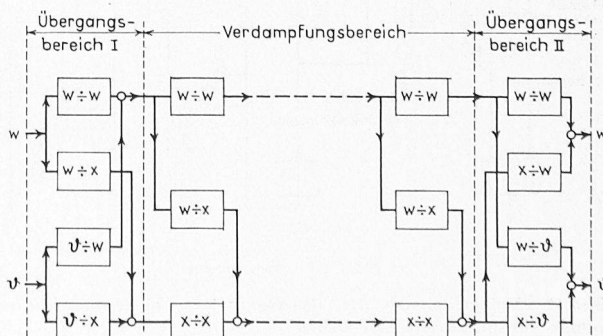 Übergangs-
bereich I
Verdampfungsbereich
Übergangs-
bereich II
W÷W W÷W W÷W W÷W
w w
W÷X X÷W
W÷X W÷X
ϑ÷W W÷ϑ
ϑ ϑ
ϑ÷X X÷X X÷X X÷ϑ